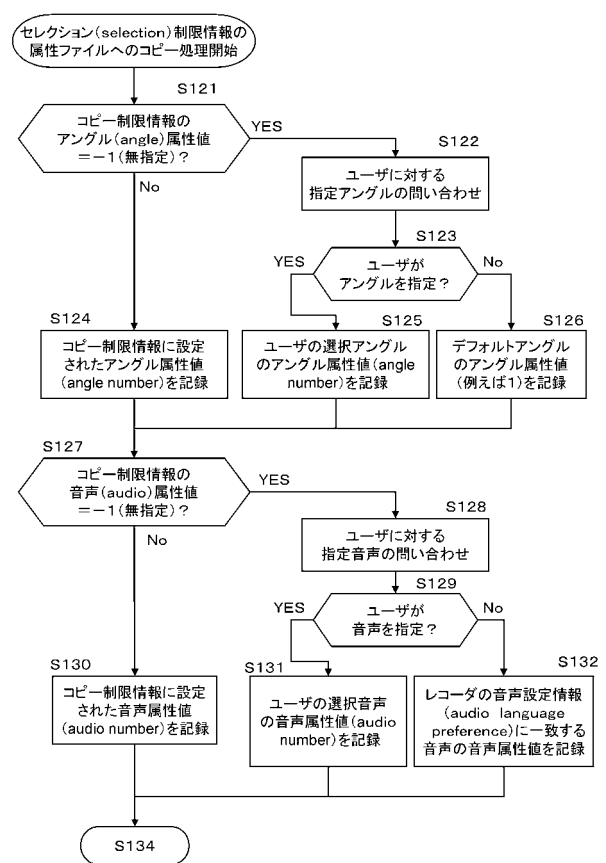 セレクション(selection)制限情報の
属性ファイルへのコピー処理開始
S121
コピー制限情報の
アングル(angle)属性値
=-1(無指定)?
YES
No
S122
ユーザに対する
指定アングルの問い合わせ
S123
ユーザが
アングルを指定?
YES
No
S124
コピー制限情報に設定
されたアングル属性値
(angle number)を記録
S125
ユーザの選択アングル
のアングル属性値(angle
number)を記録
S126
デフォルトアングル
のアングル属性値
(例えば1)を記録
S127
コピー制限情報の
音声(audio)属性値
=-1(無指定)?
YES
No
S128
ユーザに対する
指定音声の問い合わせ
S129
ユーザが
音声を指定?
YES
No
S130
コピー制限情報に設定
された音声属性値
(audio number)を記録
S131
ユーザの選択音声
の音声属性値(audio
number)を記録
S132
レコーダの音声設定情報
(audio language
preference)に一致する
音声の音声属性値を記録
S134